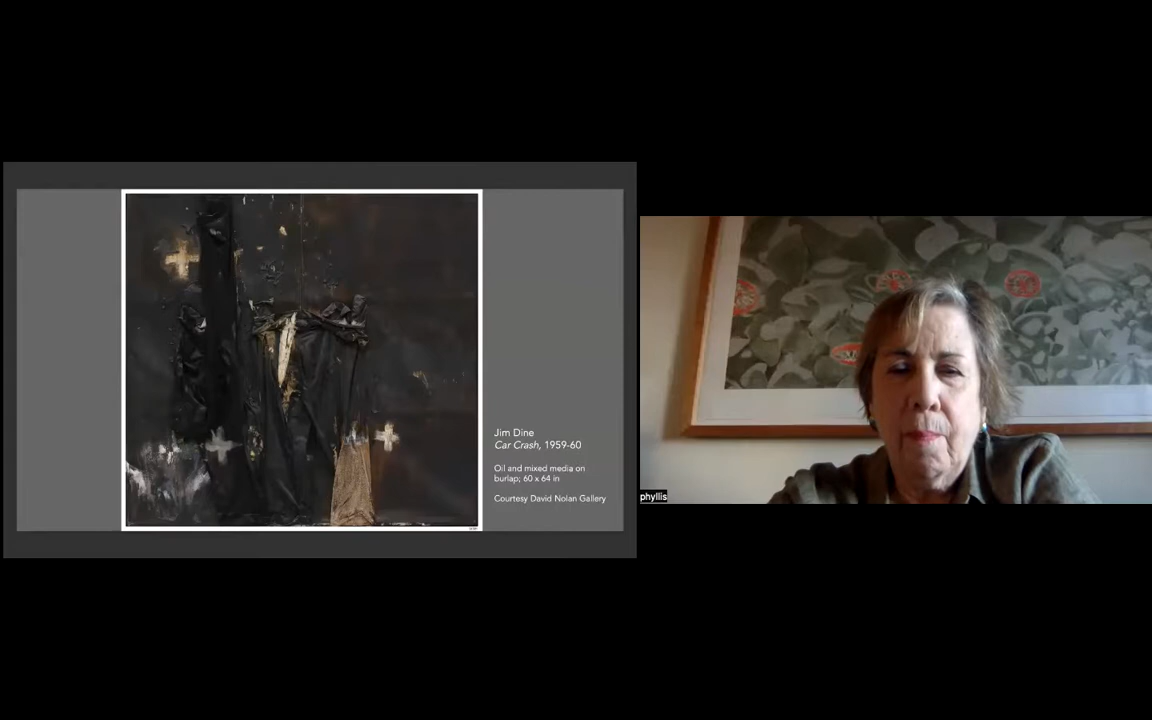 Jim Dine
Car Crash, 1959-60
Oil and mixed media on
burlap; 60 x 64 in
Courtesy David Nolan Gallery
phyllis